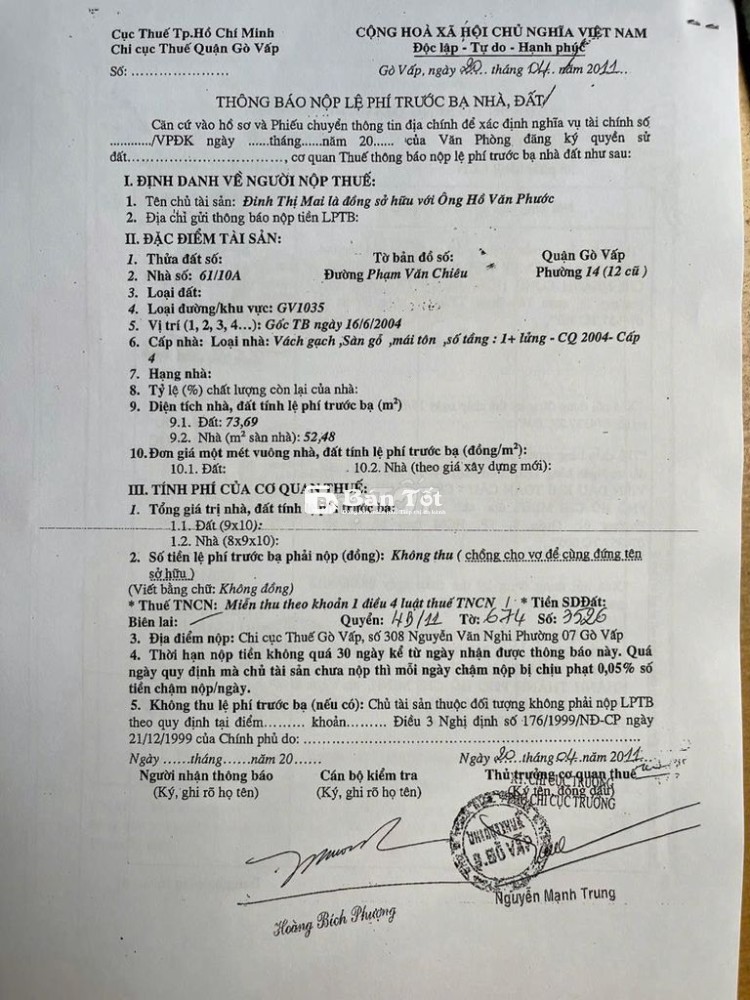 Cục Thuế Tp.Hồ Chí Minh
Chi cục Thuế Quận Gò Vấp
Số: .....................
CỘNG HOÀ XÃ HỘI CHỦ NGHĨA VIỆT NAM
Độc lập - Tự do - Hạnh phúc
Gò Vấp, ngày 20.. tháng 04. năm 2011...
THÔNG BÁO NỘP LỆ PHÍ TRƯỚC BẠ NHÀ, ĐẤT
Căn cứ vào hồ sơ và Phiếu chuyển thông tin địa chính để xác định nghĩa vụ tài chính số
.........../VPĐK ngày ......tháng......năm 20...... của Văn Phòng đăng ký quyền sử
đất.................................., cơ quan Thuế thông báo nộp lệ phí trước bạ nhà đất như sau:
I. ĐỊNH DANH VỀ NGƯỜI NỘP THUẾ:
1. Tên chủ tài sản: Đinh Thị Mai là đồng sở hữu với Ông Hồ Văn Phước
2. Địa chỉ gửi thông báo nộp tiền LPTB:
II. ĐẶC ĐIỂM TÀI SẢN:
1. Thửa đất số: Tờ bản đồ số: Quận Gò Vấp
2. Nhà số: 61/10A Đường Phạm Văn Chiêu Phường 14 (12 cũ )
3. Loại đất:
4. Loại đường/khu vực: GV1035
5. Vị trí (1, 2, 3, 4...): Gốc TB ngày 16/6/2004
6. Cấp nhà: Loại nhà: Vách gạch ,Sàn gỗ ,mái tôn ,số tầng : 1+ lửng - CQ 2004- Cấp
4
7. Hạng nhà:
8. Tỷ lệ (%) chất lượng còn lại của nhà:
9. Diện tích nhà, đất tính lệ phí trước bạ (m²)
9.1. Đất: 73,69
9.2. Nhà (m² sàn nhà): 52,48
10.Đơn giá một mét vuông nhà, đất tính lệ phí trước bạ (đồng/m²):
10.1. Đất: 10.2. Nhà (theo giá xây dựng mới):
III. TÍNH PHÍ CỦA CƠ QUAN THUẾ:
Bán Tốt
1. Tổng giá trị nhà, đất tính phí trước bạ:
1.1. Đất (9x10):
1.2. Nhà (8x9x10):
2. Số tiền lệ phí trước bạ phải nộp (đồng): Không thu ( chồng cho vợ để cùng đứng tên
sở hữu )
(Viết bằng chữ: Không đồng)
* Thuế TNCN: Miễn thu theo khoản 1 điều 4 luật thuế TNCN / * Tiền SDĐất:
Biên lai: Quyển: 4B/11 Tờ: 674 Số: 3526
3. Địa điểm nộp: Chi cục Thuế Gò Vấp, số 308 Nguyễn Văn Nghi Phường 07 Gò Vấp
4. Thời hạn nộp tiền không quá 30 ngày kể từ ngày nhận được thông báo này. Quá
ngày quy định mà chủ tài sản chưa nộp thì mỗi ngày chậm nộp bị chịu phạt 0,05% số
tiền chậm nộp/ngày.
5. Không thu lệ phí trước bạ (nếu có): Chủ tài sản thuộc đối tượng không phải nộp LPTB
theo quy định tại điểm......... khoản......... Điều 3 Nghị định số 176/1999/NĐ-CP ngày
21/12/1999 của Chính phủ do: ..................................................................
Ngày ......tháng......năm 20...... Ngày 20..tháng 04.năm 2011...
Người nhận thông báo Cán bộ kiểm tra Thủ trưởng cơ quan thuế
KT. CHI CỤC TRƯỞNG
(Ký, ghi rõ họ tên) (Ký, ghi rõ họ tên) (Ký tên, đóng dấu)
PHÓ CHI CỤC TRƯỞNG
CHI CỤC THUẾ
Q.GÒ VẤP
Nguyễn Mạnh Trung
Hoàng Bích Phượng